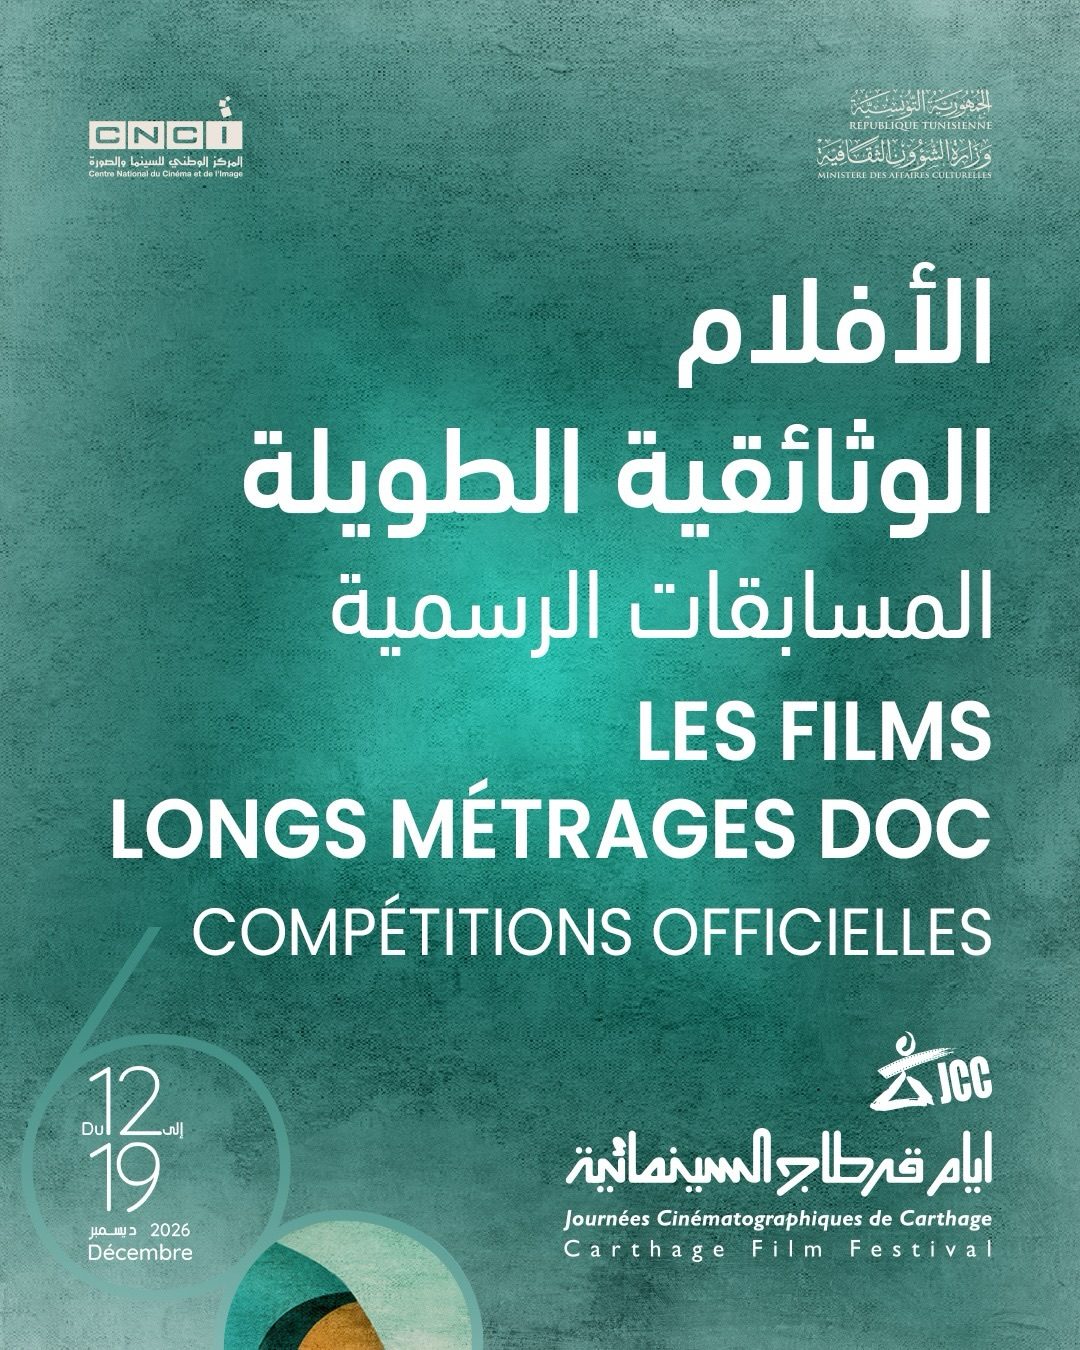 CNCI
المركز الوطني للسينما والصورة
Centre National du Cinéma et de l'Image
الجمهورية التونسية
RÉPUBLIQUE TUNISIENNE
وزارة الشؤون الثقافية
MINISTERE DES AFFAIRES CULTURELLES
الأفلام
الوثائقية الطويلة
المسابقات الرسمية
LES FILMS
LONGS MÉTRAGES DOC
COMPÉTITIONS OFFICIELLES
Du 12 إلى
19
ديسمبر 2026
Décembre
JCC
ايام قرطاج السينمائية
Journées Cinématographiques de Carthage
Carthage Film Festival